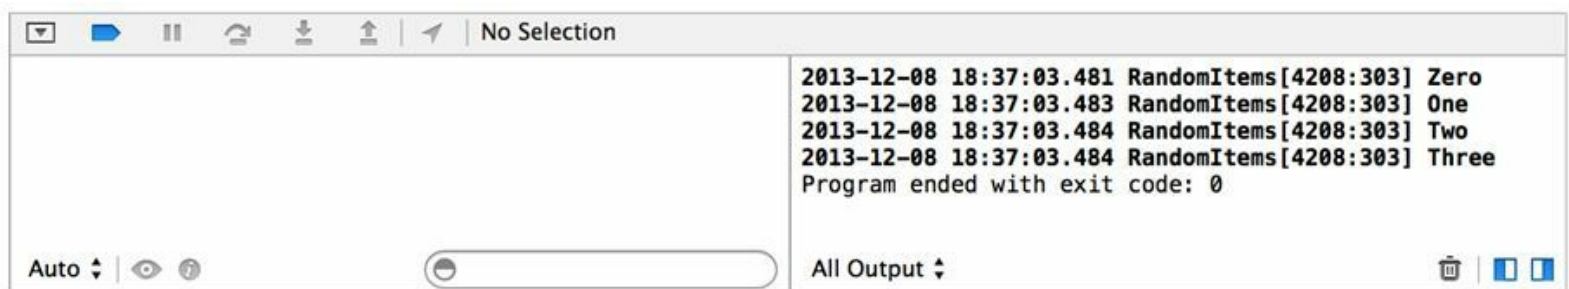 No Selection
2013-12-08 18:37:03.481 RandomItems[4208:303] Zero
2013-12-08 18:37:03.483 RandomItems[4208:303] One
2013-12-08 18:37:03.484 RandomItems[4208:303] Two
2013-12-08 18:37:03.484 RandomItems[4208:303] Three
Program ended with exit code: 0
Auto
All Output